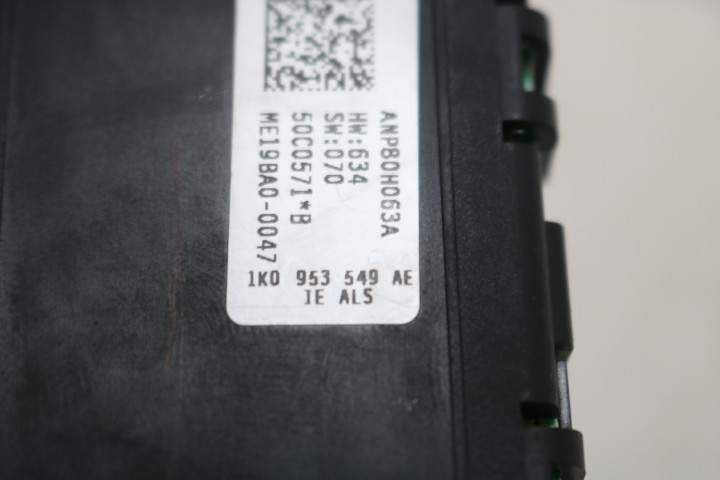 ANP80H063A
HW:634
SW:070
50C0571*B
ME19BA0-0047
1K0 953 549 AE
IE ALS